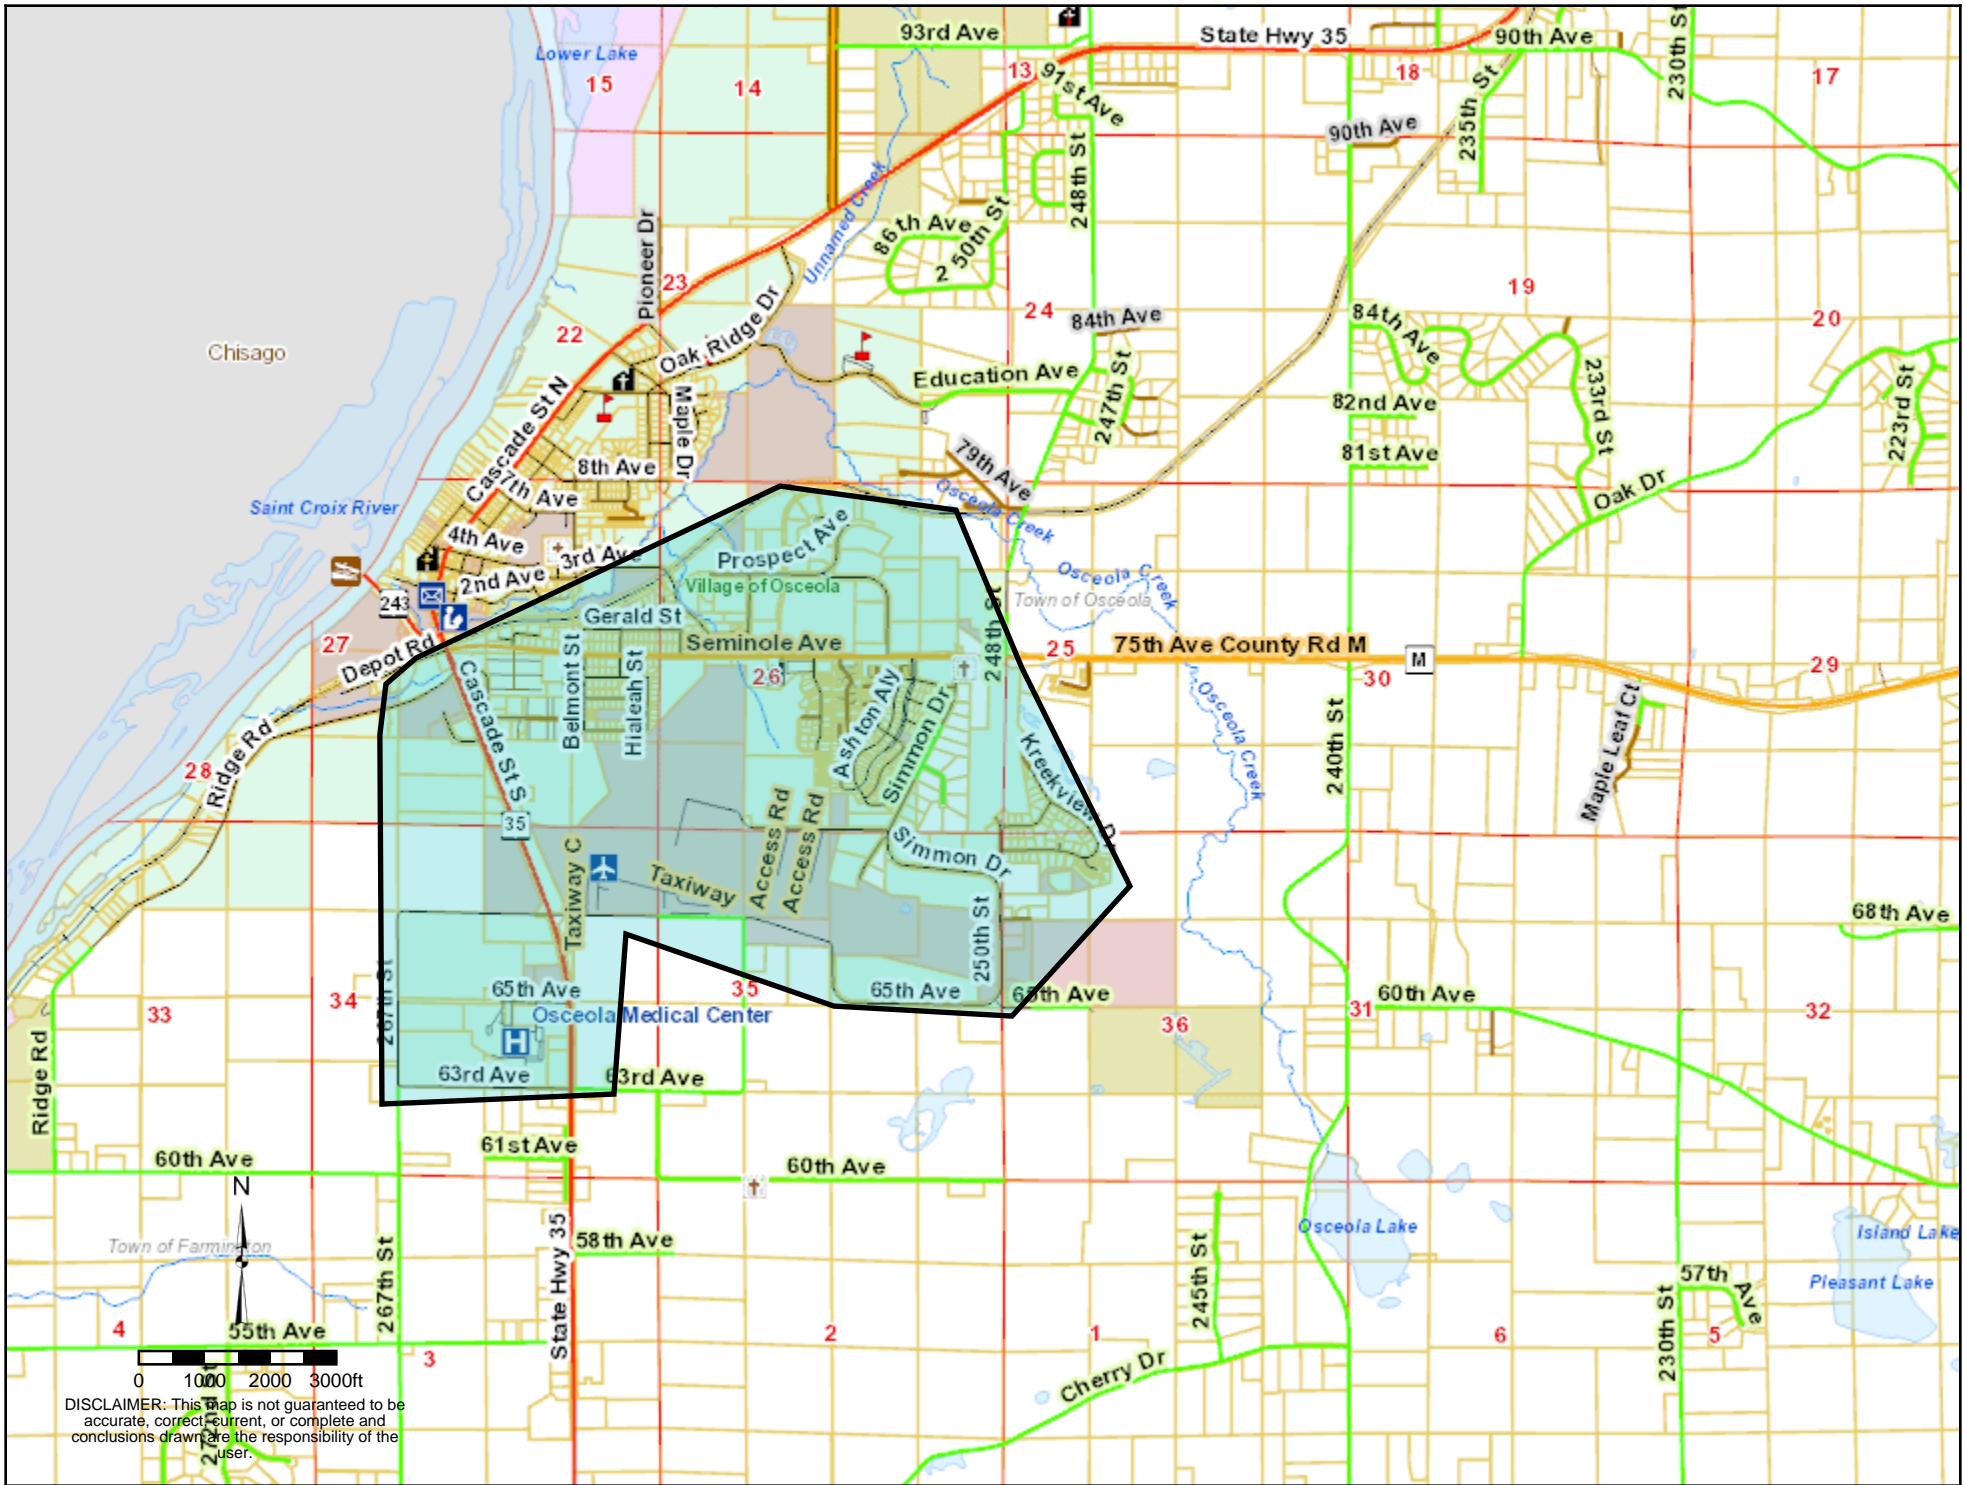 93rd Ave
State Hwy 35
90th Ave
230th St
Lower Lake
15
14
13
91st Ave
18
235th St
17
90th Ave
248th St
Unnamed Creek
86th Ave
2 50th St
Pioneer Dr
23
22
24
84th Ave
19
84th Ave
20
Chisago
Oak Ridge Dr
Education Ave
247th St
82nd Ave
233rd St
223rd St
Cascade St N
Maple Dr
81st Ave
8th Ave
7th Ave
79th Ave
Oak Dr
Saint Croix River
Osceola Creek
4th Ave
3rd Ave
Prospect Ave
2nd Ave
Village of Osceola
Osceola Creek
Town of Osceola
243
Gerald St
248th St
27
Depot Rd
Seminole Ave
25
75th Ave County Rd M
M
29
26
30
Belmont St
Hialeah St
Cascade St S
Ashton Aly
Simmon Dr
Osceola Creek
240th St
Maple Leaf Ct
Kreekview Dr
28
Ridge Rd
35
Taxiway C
Taxiway
Access Rd
Access Rd
Simmon Dr
250th St
68th Ave
267th St
65th Ave
35
65th Ave
65th Ave
60th Ave
33
34
Osceola Medical Center
36
31
32
H
63rd Ave
63rd Ave
Ridge Rd
61st Ave
60th Ave
60th Ave
N
Town of Farmington
267th St
State Hwy 35
58th Ave
245th St
Osceola Lake
Island Lake
Pleasant Lake
57th Ave
230th St
4
55th Ave
3
2
1
6
5
Cherry Dr
0 1000 2000 3000ft
272nd St
DISCLAIMER: This map is not guaranteed to be
accurate, correct, current, or complete and
conclusions drawn are the responsibility of the
user.